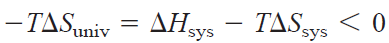 −TΔS_univ = ΔH_sys − TΔS_sys < 0